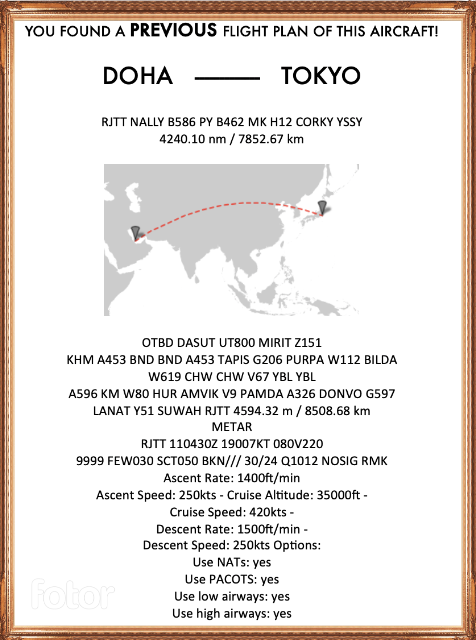 YOU FOUND A PREVIOUS FLIGHT PLAN OF THIS AIRCRAFT!
DOHA ——— TOKYO
RJTT NALLY B586 PY B462 MK H12 CORKY YSSY
4240.10 nm / 7852.67 km
OTBD DASUT UT800 MIRIT Z151
KHM A453 BND BND A453 TAPIS G206 PURPA W112 BILDA
W619 CHW CHW V67 YBL YBL
A596 KM W80 HUR AMVIK V9 PAMDA A326 DONVO G597
LANAT Y51 SUWAH RJTT 4594.32 m / 8508.68 km
METAR
RJTT 110430Z 19007KT 080V220
9999 FEW030 SCT050 BKN/// 30/24 Q1012 NOSIG RMK
Ascent Rate: 1400ft/min
Ascent Speed: 250kts - Cruise Altitude: 35000ft -
Cruise Speed: 420kts -
Descent Rate: 1500ft/min -
Descent Speed: 250kts Options:
Use NATs: yes
Use PACOTS: yes
Use low airways: yes
Use high airways: yes
fotor